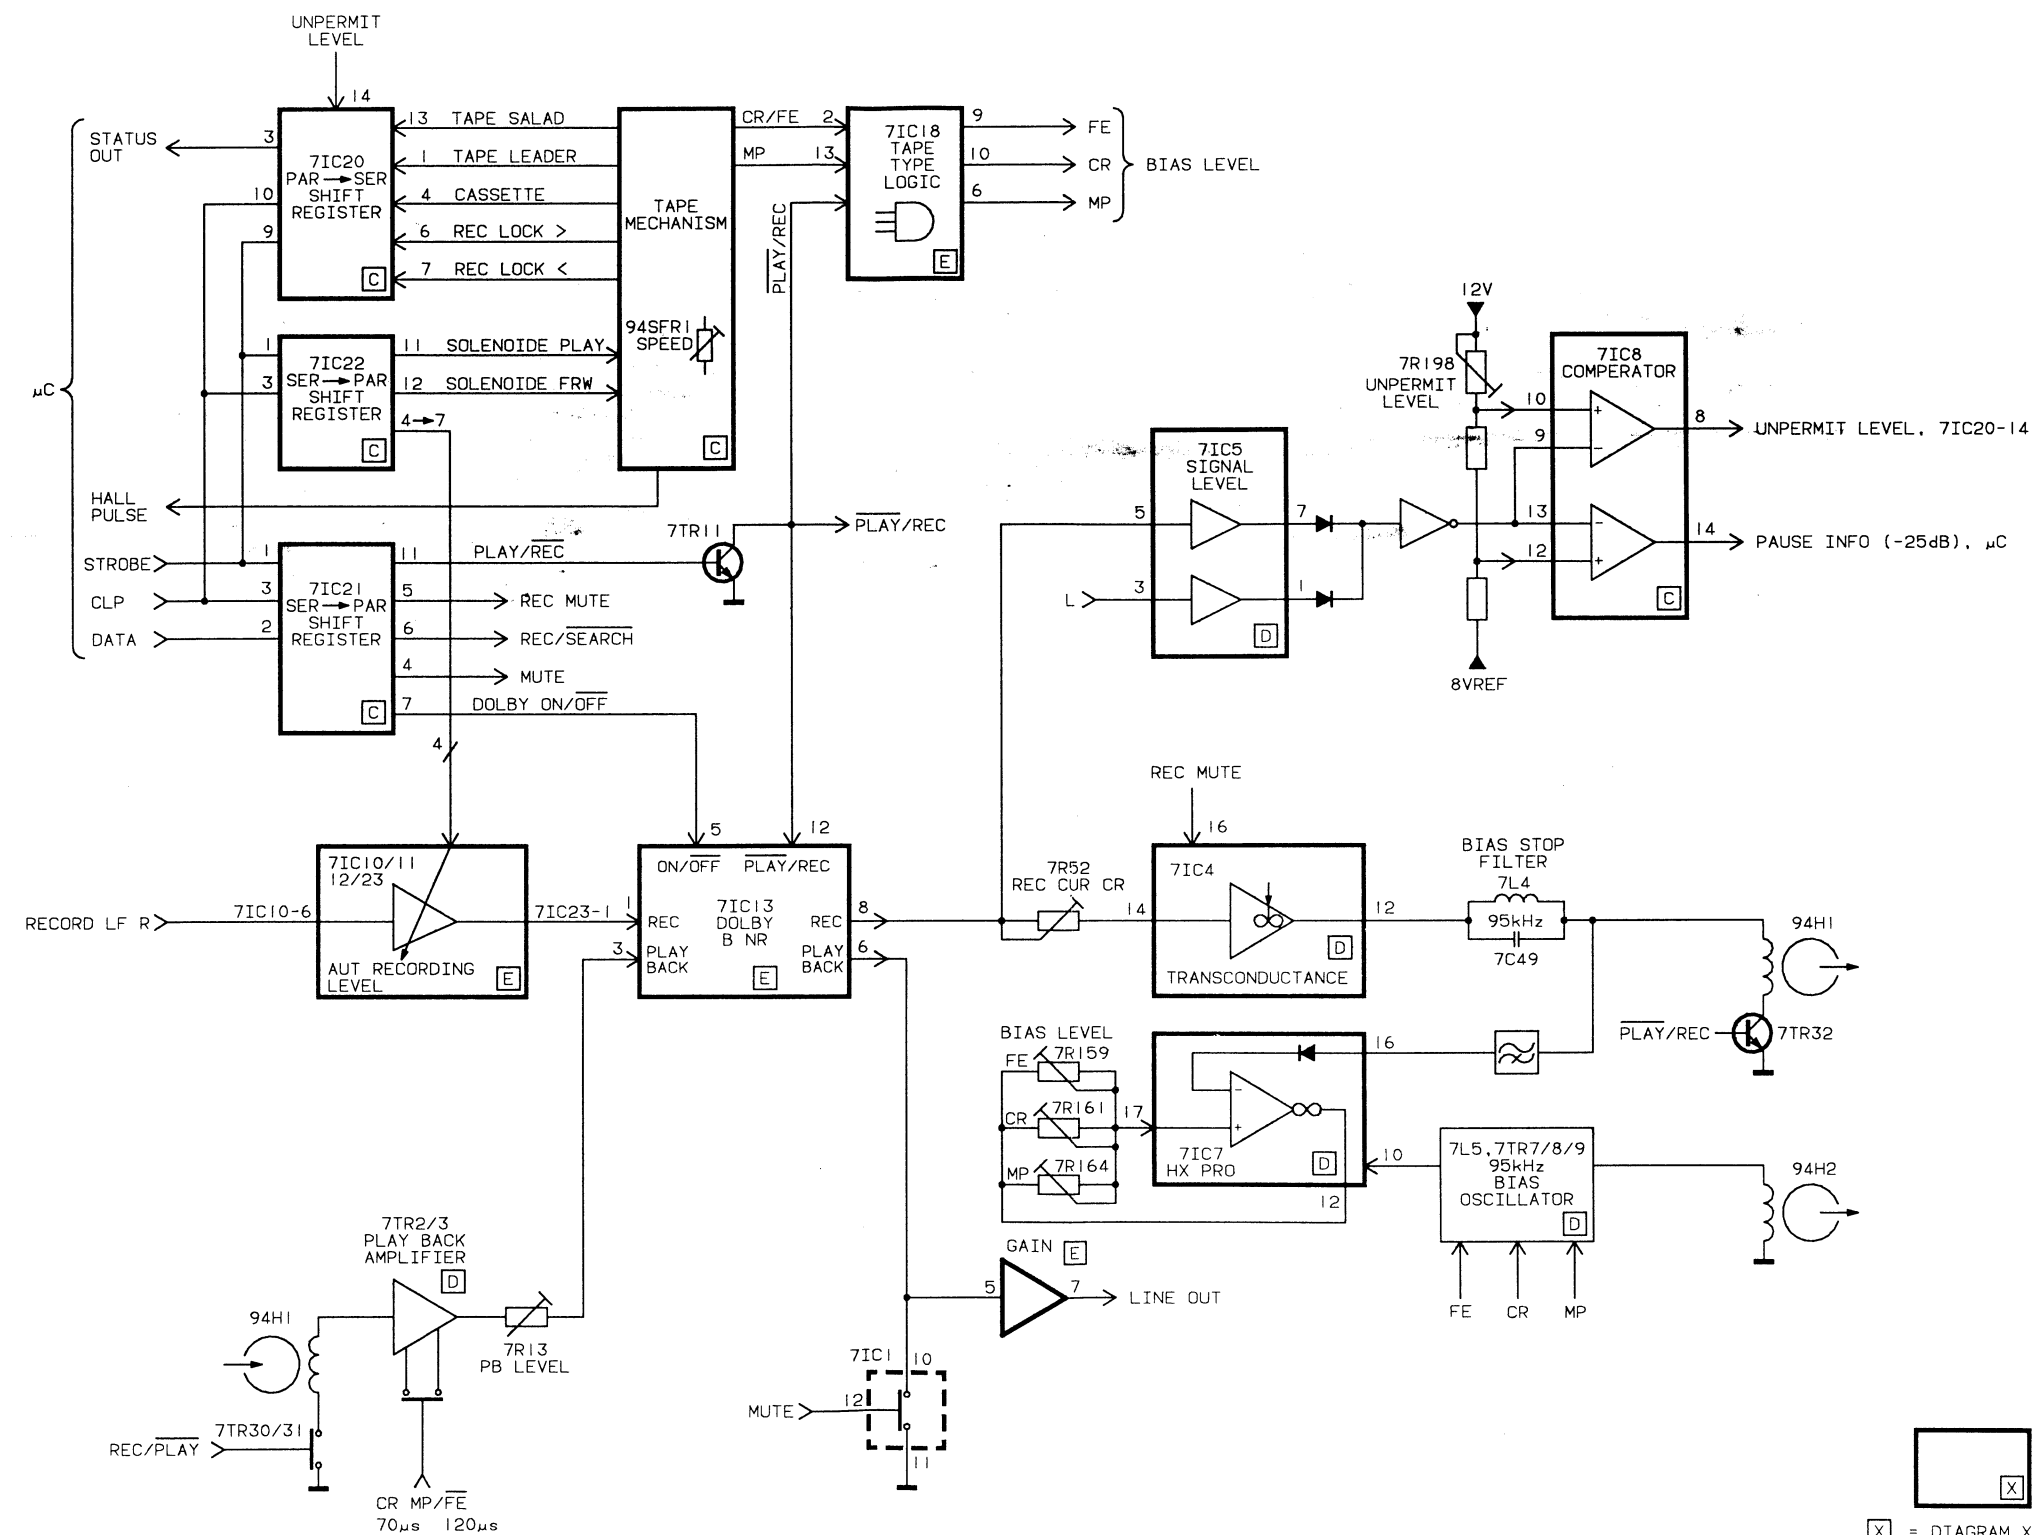 UNPERMIT
LEVEL
14
STATUS
OUT
3
10
9
7IC20
PAR → SER
SHIFT
REGISTER
C
13 TAPE SALAD
1 TAPE LEADER
4 CASSETTE
6 REC LOCK >
7 REC LOCK <
TAPE
MECHANISM
94SFR1
SPEED
C
CR/FE 2
MP 13
PLAY/REC
7IC18
TAPE
TYPE
LOGIC
E
9 FE
10 CR
6 MP
BIAS LEVEL
µC
1
3
7IC22
SER → PAR
SHIFT
REGISTER
C
11 SOLENOIDE PLAY
12 SOLENOIDE FRW
4→7
HALL
PULSE
STROBE 1
CLP 3
DATA 2
7IC21
SER → PAR
SHIFT
REGISTER
C
11 PLAY/REC
5 REC MUTE
6 REC/SEARCH
4 MUTE
7 DOLBY ON/OFF
7TR11
PLAY/REC
4
12V
7R198
UNPERMIT
LEVEL
8VREF
7IC8
COMPERATOR
10 +
9 -
13 -
12 +
C
8 UNPERMIT LEVEL, 7IC20-14
14 PAUSE INFO (-25dB), µC
7IC5
SIGNAL
LEVEL
5 7
L 3 1
D
RECORD LF R
7IC10-6
7IC10/11
12/23
AUT RECORDING
LEVEL
E
7IC23-1
1
3
5 12
ON/OFF PLAY/REC
7IC13
DOLBY
B NR
REC
PLAY
BACK
REC
PLAY
BACK
E
8
6
7R52
REC CUR CR
REC MUTE
16
14
7IC4
TRANSCONDUCTANCE
D
12
BIAS STOP
FILTER
7L4
95kHz
7C49
94H1
PLAY/REC
7TR32
BIAS LEVEL
FE 7R159
CR 7R161
MP 7R164
17
- +
7IC7
HX PRO
D
16
10
12
7L5,7TR7/8/9
95kHz
BIAS
OSCILLATOR
D
FE CR MP
94H2
7TR2/3
PLAY BACK
AMPLIFIER
D
94H1
7R13
PB LEVEL
7TR30/31
REC/PLAY
CR MP/FE
70µs 120µs
GAIN E
5 7 LINE OUT
7IC1 10
MUTE 12
11
X
X = DIAGRAM X